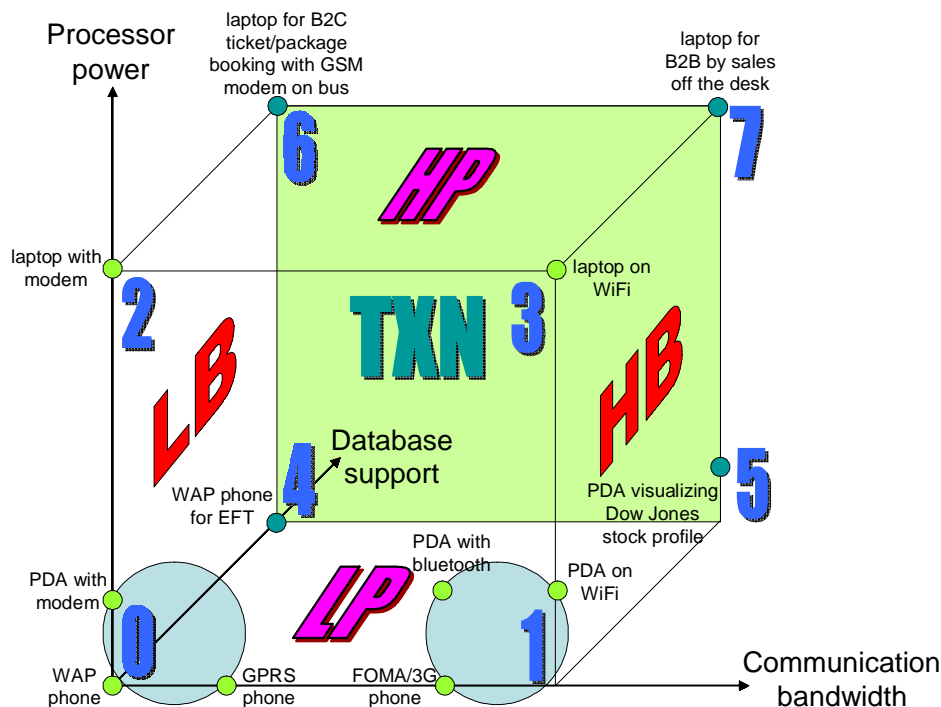 Processor
power
laptop for B2C
ticket/package
booking with GSM
modem on bus
laptop for
B2B by sales
off the desk
6
7
HP
laptop with
modem
2
TXN
3
laptop on
WiFi
LB
HB
Database
support
4
WAP phone
for EFT
5
PDA visualizing
Dow Jones
stock profile
PDA with
bluetooth
PDA with
modem
LP
PDA on
WiFi
0
1
WAP
phone
GPRS
phone
FOMA/3G
phone
Communication
bandwidth